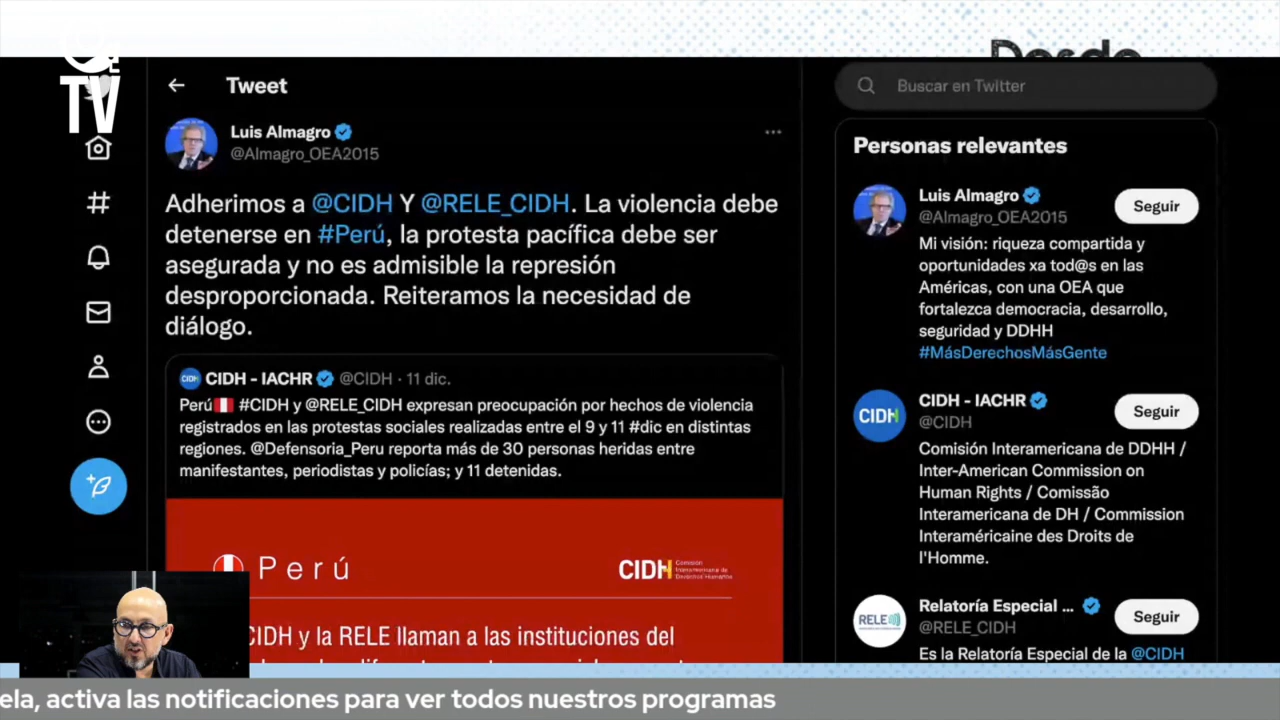 TV
Tweet
Luis Almagro
@Almagro_OEA2015
Adherimos a @CIDH Y @RELE_CIDH. La violencia debe
detenerse en #Perú, la protesta pacífica debe ser
asegurada y no es admisible la represión
desproporcionada. Reiteramos la necesidad de
diálogo.
CIDH CIDH - IACHR @CIDH · 11 dic.
Perú #CIDH y @RELE_CIDH expresan preocupación por hechos de violencia
registrados en las protestas sociales realizadas entre el 9 y 11 #dic en distintas
regiones. @Defensoria_Peru reporta más de 30 personas heridas entre
manifestantes, periodistas y policías; y 11 detenidas.
Perú
CIDH Comisión
Interamericana de
Derechos Humanos
CIDH y la RELE llaman a las instituciones del
Desde
Buscar en Twitter
Personas relevantes
Luis Almagro
@Almagro_OEA2015
Seguir
Mi visión: riqueza compartida y
oportunidades xa tod@s en las
Américas, con una OEA que
fortalezca democracia, desarrollo,
seguridad y DDHH
#MásDerechosMásGente
CIDH
CIDH - IACHR
@CIDH
Seguir
Comisión Interamericana de DDHH /
Inter-American Commission on
Human Rights / Comissão
Interamericana de DH / Commission
Interaméricaine des Droits de
l'Homme.
RELE
Relatoría Especial ...
@RELE_CIDH
Seguir
Es la Relatoría Especial de la @CIDH
ela, activa las notificaciones para ver todos nuestros programas